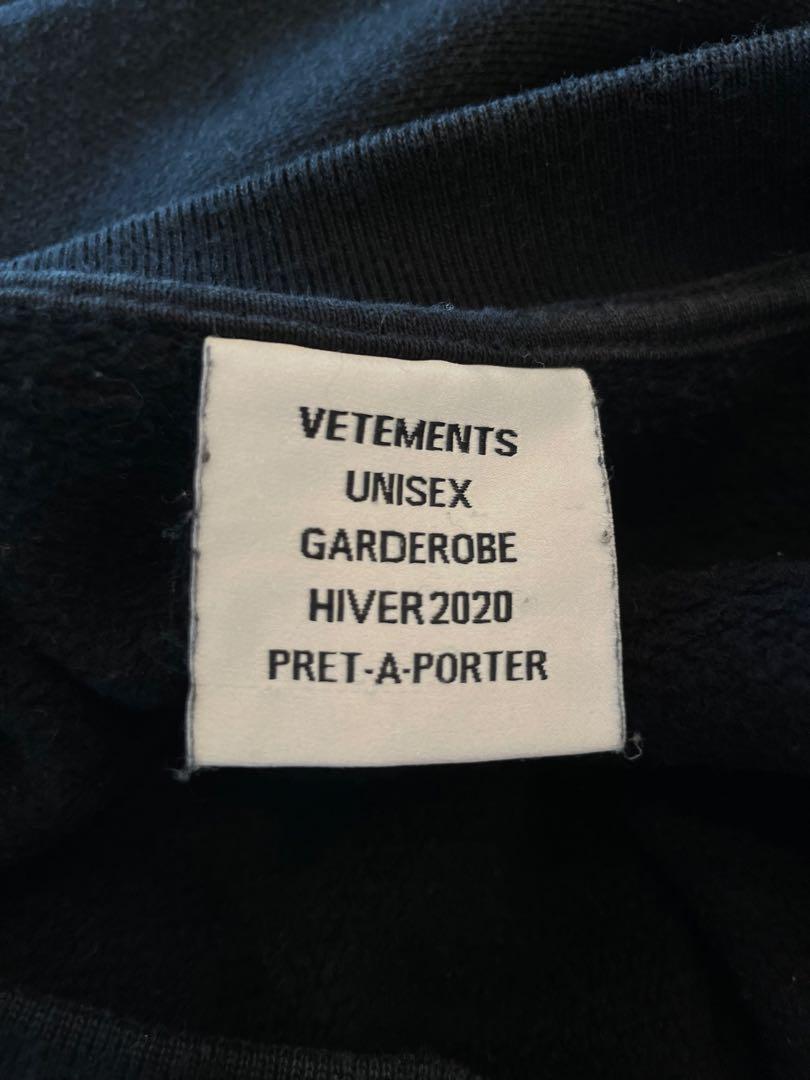 VETEMENTS
UNISEX
GARDEROBE
HIVER 2020
PRET-A-PORTER